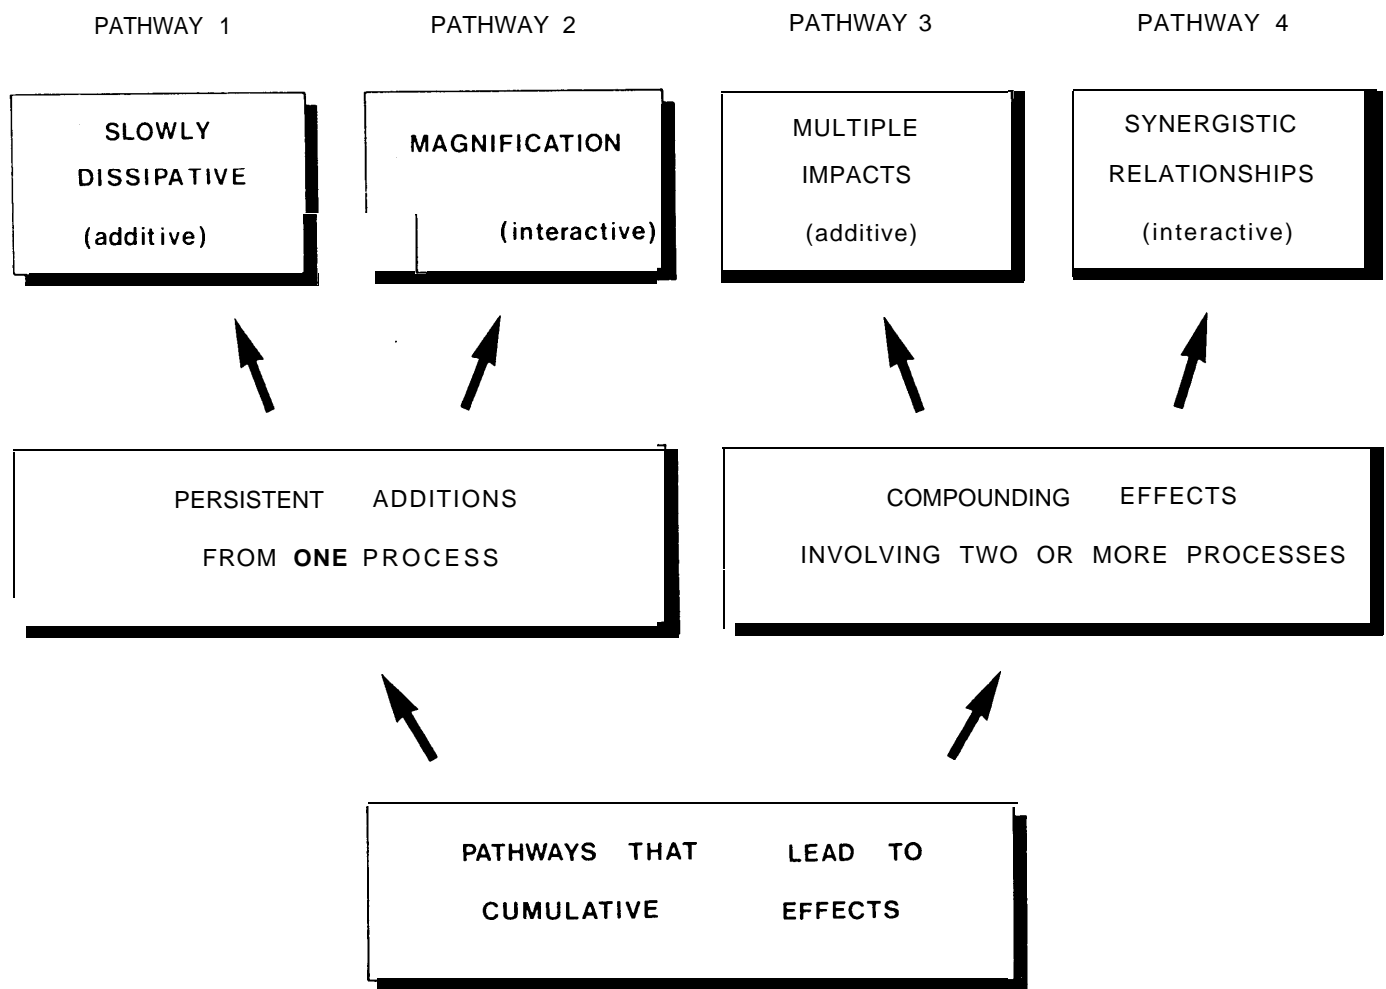 PATHWAY 1 PATHWAY 2 PATHWAY 3 PATHWAY 4
SLOWLY
DISSIPATIVE
(additive)
MAGNIFICATION
(interactive)
MULTIPLE
IMPACTS
(additive)
SYNERGISTIC
RELATIONSHIPS
(interactive)
PERSISTENT ADDITIONS
FROM ONE PROCESS
COMPOUNDING EFFECTS
INVOLVING TWO OR MORE PROCESSES
PATHWAYS THAT LEAD TO
CUMULATIVE EFFECTS